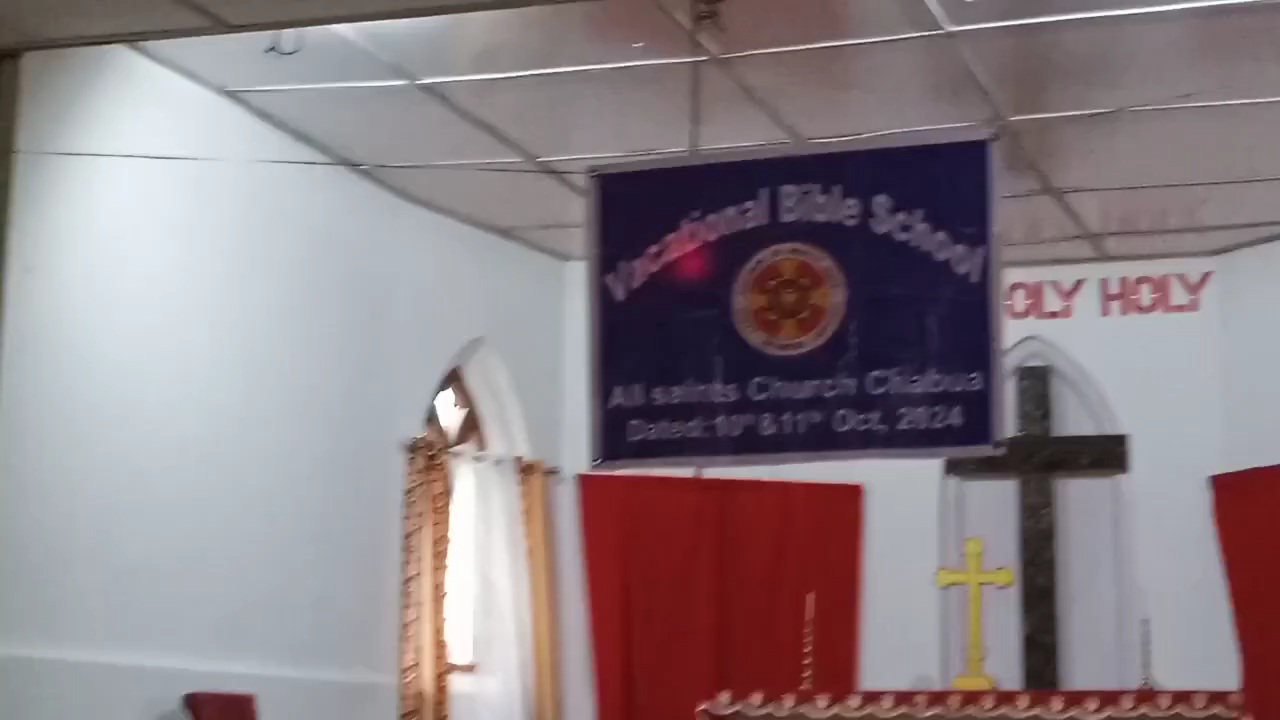 Vacational Bible School
All saints Church Chabua
Dated:10th &11th Oct, 2024
OLY HOLY